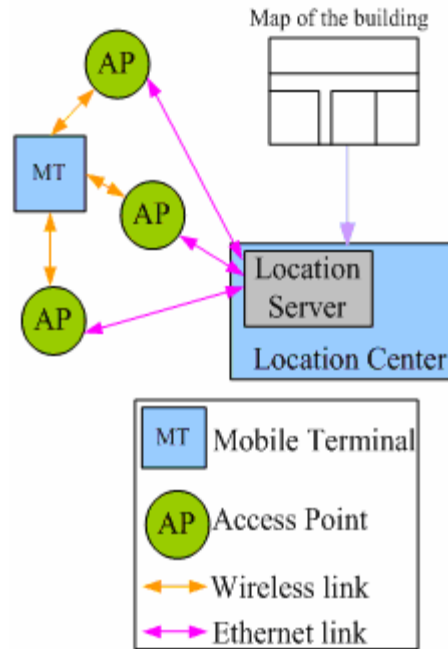 Map of the building
AP
MT
AP
AP
Location
Server
Location Center
MT Mobile Terminal
AP Access Point
Wireless link
Ethernet link